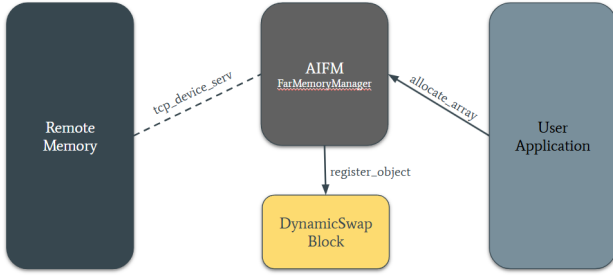 Remote
Memory
tcp_device_serv
AIFM
FarMemoryManager
allocate_array
User
Application
register_object
DynamicSwap
Block